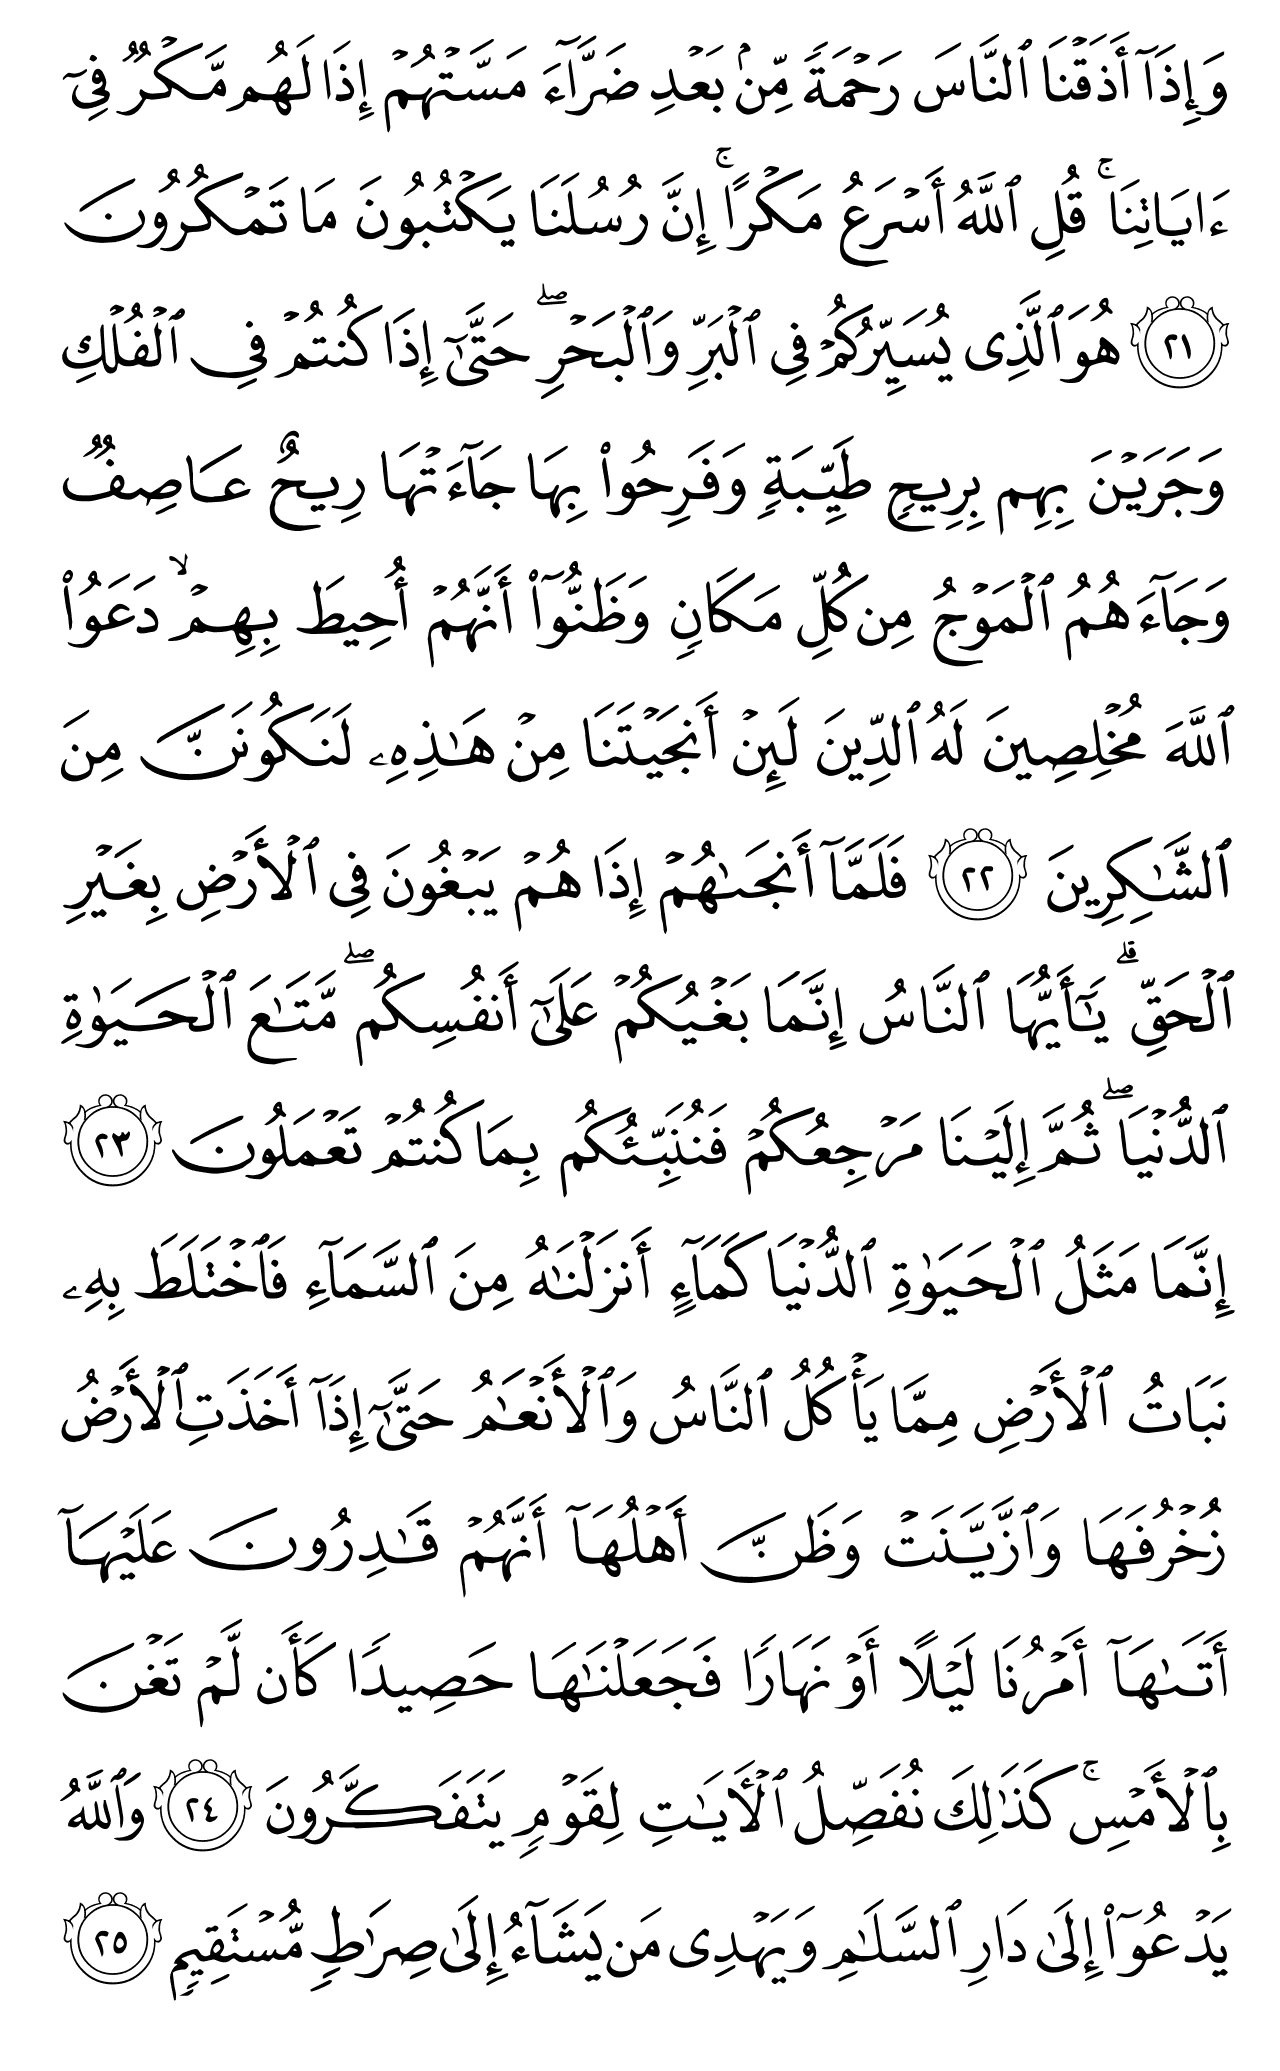 وَإِذَآ أَذَقْنَا ٱلنَّاسَ رَحْمَةً مِّنۢ بَعْدِ ضَرَّآءَ مَسَّتْهُمْ إِذَا لَهُم مَّكْرٌ فِىٓ
ءَايَاتِنَا ۚ قُلِ ٱللَّهُ أَسْرَعُ مَكْرًا ۚ إِنَّ رُسُلَنَا يَكْتُبُونَ مَا تَمْكُرُونَ
٢١ هُوَ ٱلَّذِى يُسَيِّرُكُمْ فِى ٱلْبَرِّ وَٱلْبَحْرِ ۖ حَتَّىٰٓ إِذَا كُنتُمْ فِى ٱلْفُلْكِ
وَجَرَيْنَ بِهِم بِرِيحٍ طَيِّبَةٍ وَفَرِحُوا۟ بِهَا جَآءَتْهَا رِيحٌ عَاصِفٌ
وَجَآءَهُمُ ٱلْمَوْجُ مِن كُلِّ مَكَانٍ وَظَنُّوٓا۟ أَنَّهُمْ أُحِيطَ بِهِمْ ۙ دَعَوُا۟
ٱللَّهَ مُخْلِصِينَ لَهُ ٱلدِّينَ لَئِنْ أَنجَيْتَنَا مِنْ هَـٰذِهِۦ لَنَكُونَنَّ مِنَ
ٱلشَّـٰكِرِينَ ٢٢ فَلَمَّآ أَنجَىٰهُمْ إِذَا هُمْ يَبْغُونَ فِى ٱلْأَرْضِ بِغَيْرِ
ٱلْحَقِّ ۗ يَـٰٓأَيُّهَا ٱلنَّاسُ إِنَّمَا بَغْيُكُمْ عَلَىٰٓ أَنفُسِكُم ۖ مَّتَـٰعَ ٱلْحَيَوٰةِ
ٱلدُّنْيَا ۖ ثُمَّ إِلَيْنَا مَرْجِعُكُمْ فَنُنَبِّئُكُم بِمَا كُنتُمْ تَعْمَلُونَ ٢٣
إِنَّمَا مَثَلُ ٱلْحَيَوٰةِ ٱلدُّنْيَا كَمَآءٍ أَنزَلْنَـٰهُ مِنَ ٱلسَّمَآءِ فَٱخْتَلَطَ بِهِۦ
نَبَاتُ ٱلْأَرْضِ مِمَّا يَأْكُلُ ٱلنَّاسُ وَٱلْأَنْعَـٰمُ حَتَّىٰٓ إِذَآ أَخَذَتِ ٱلْأَرْضُ
زُخْرُفَهَا وَٱزَّيَّنَتْ وَظَنَّ أَهْلُهَآ أَنَّهُمْ قَـٰدِرُونَ عَلَيْهَآ
أَتَىٰهَآ أَمْرُنَا لَيْلًا أَوْ نَهَارًا فَجَعَلْنَـٰهَا حَصِيدًا كَأَن لَّمْ تَغْنَ
بِٱلْأَمْسِ ۚ كَذَٰلِكَ نُفَصِّلُ ٱلْـَٔايَـٰتِ لِقَوْمٍ يَتَفَكَّرُونَ ٢٤ وَٱللَّهُ
يَدْعُوٓا۟ إِلَىٰ دَارِ ٱلسَّلَـٰمِ وَيَهْدِى مَن يَشَآءُ إِلَىٰ صِرَٰطٍ مُّسْتَقِيمٍ ٢٥